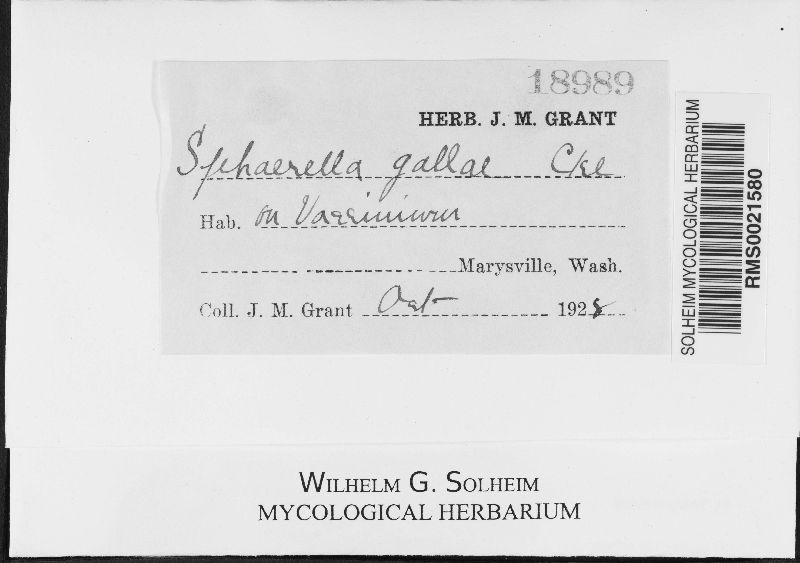 18989
HERB. J. M. GRANT
Sphaerella gallae Cke
Hab. on Vaccinium
Marysville, Wash.
Coll. J. M. Grant Oct 1928
SOLHEIM MYCOLOGICAL HERBARIUM
RMS0021580
WILHELM G. SOLHEIM
MYCOLOGICAL HERBARIUM